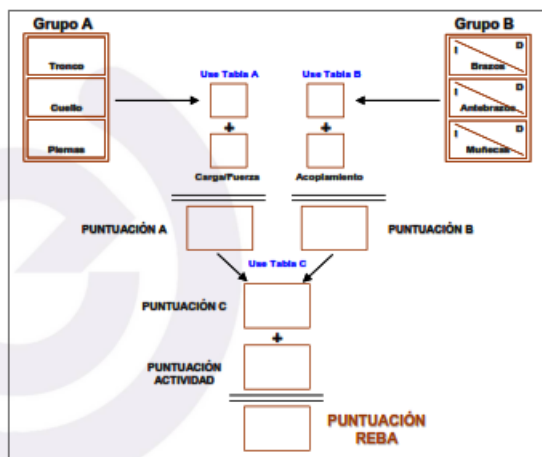 Grupo A
Grupo B
Tronco
Cuello
Piernas
Use Tabla A
Use Tabla B
I D
Brazos
I D
Antebrazos
I D
Muñecas
+
+
Carga/Fuerza
Acoplamiento
PUNTUACIÓN A
PUNTUACIÓN B
Use Tabla C
PUNTUACIÓN C
+
PUNTUACIÓN
ACTIVIDAD
PUNTUACIÓN
REBA